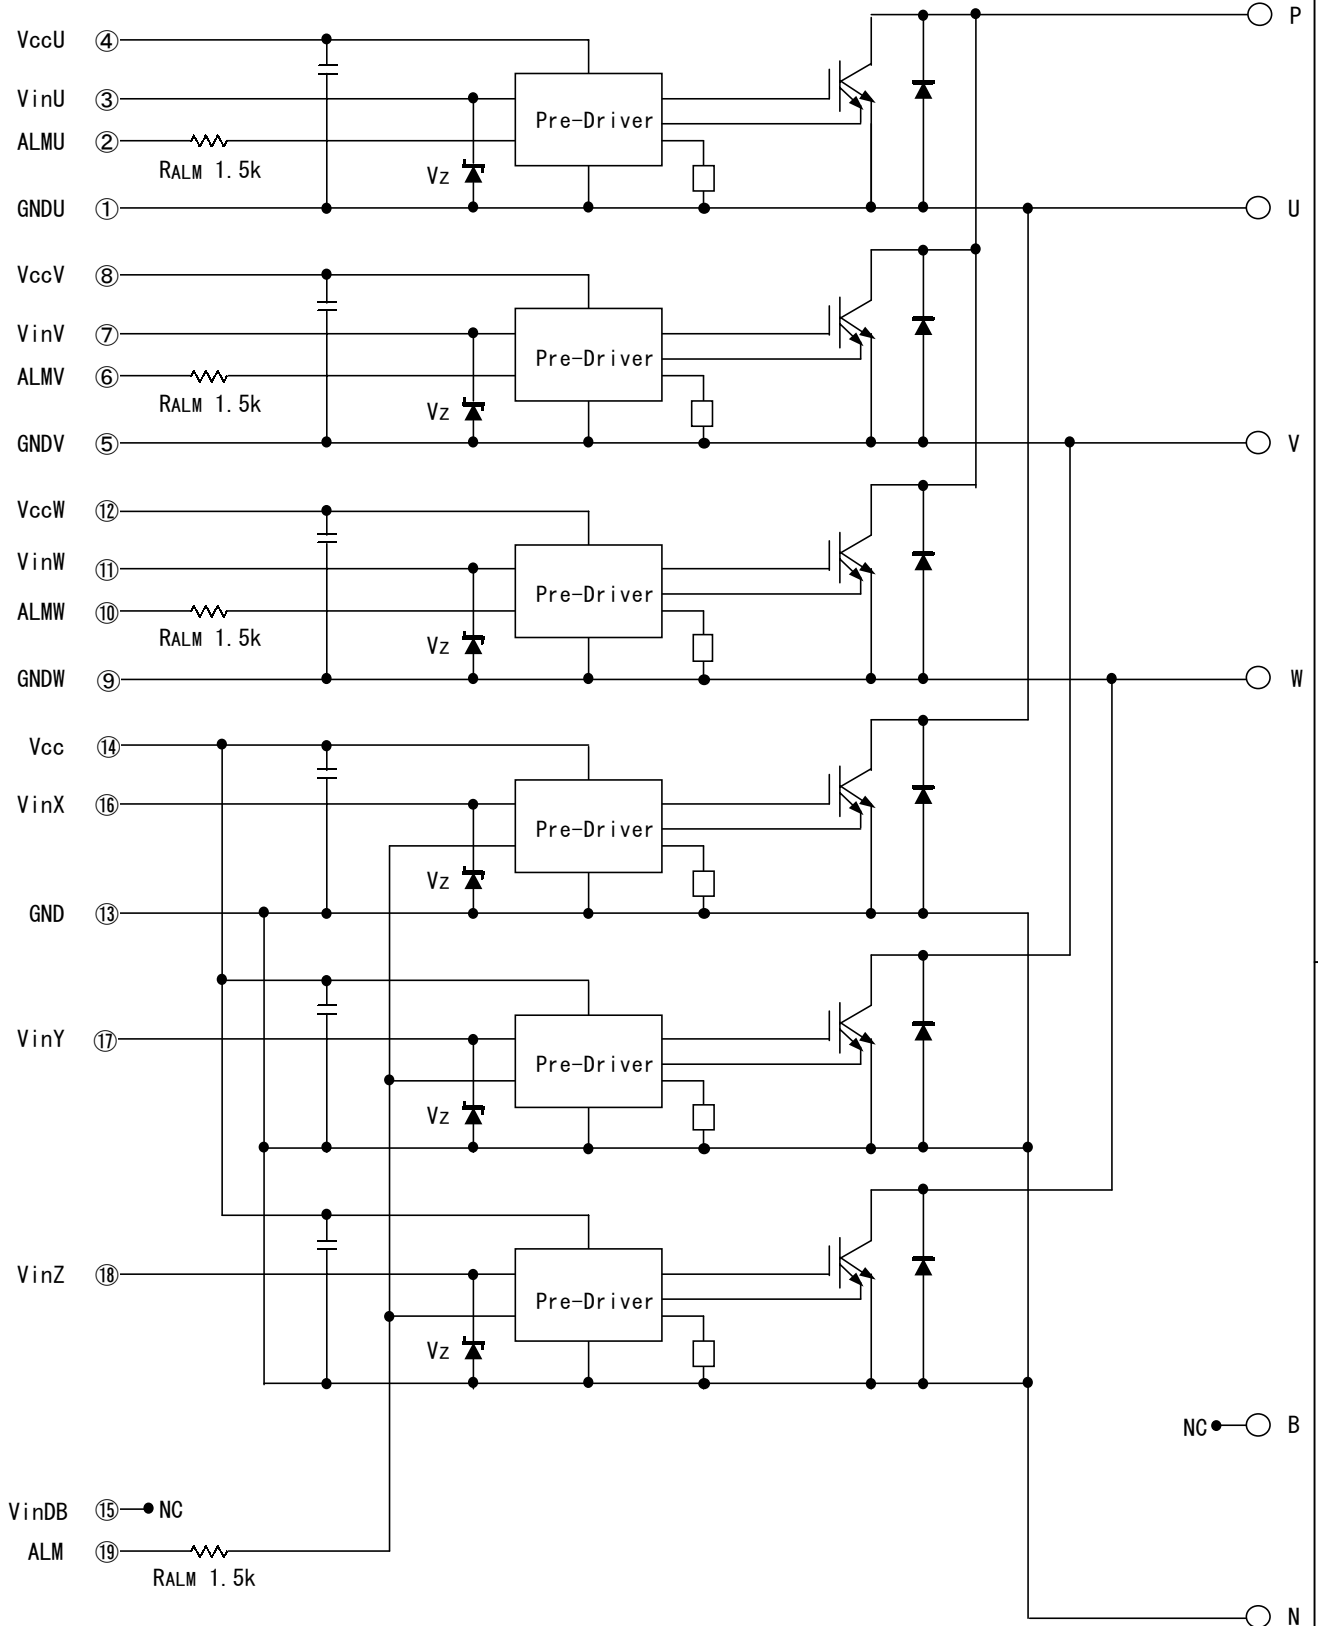 P
VccU ④
VinU ③
Pre-Driver
ALMU ②
RALM 1.5k
Vz
GNDU ①
U
VccV ⑧
VinV ⑦
Pre-Driver
ALMV ⑥
RALM 1.5k
Vz
GNDV ⑤
V
VccW ⑫
VinW ⑪
Pre-Driver
ALMW ⑩
RALM 1.5k
Vz
GNDW ⑨
W
Vcc ⑭
VinX ⑯
Pre-Driver
Vz
GND ⑬
VinY ⑰
Pre-Driver
Vz
VinZ ⑱
Pre-Driver
Vz
NC B
VinDB ⑮ NC
ALM ⑲
RALM 1.5k
N